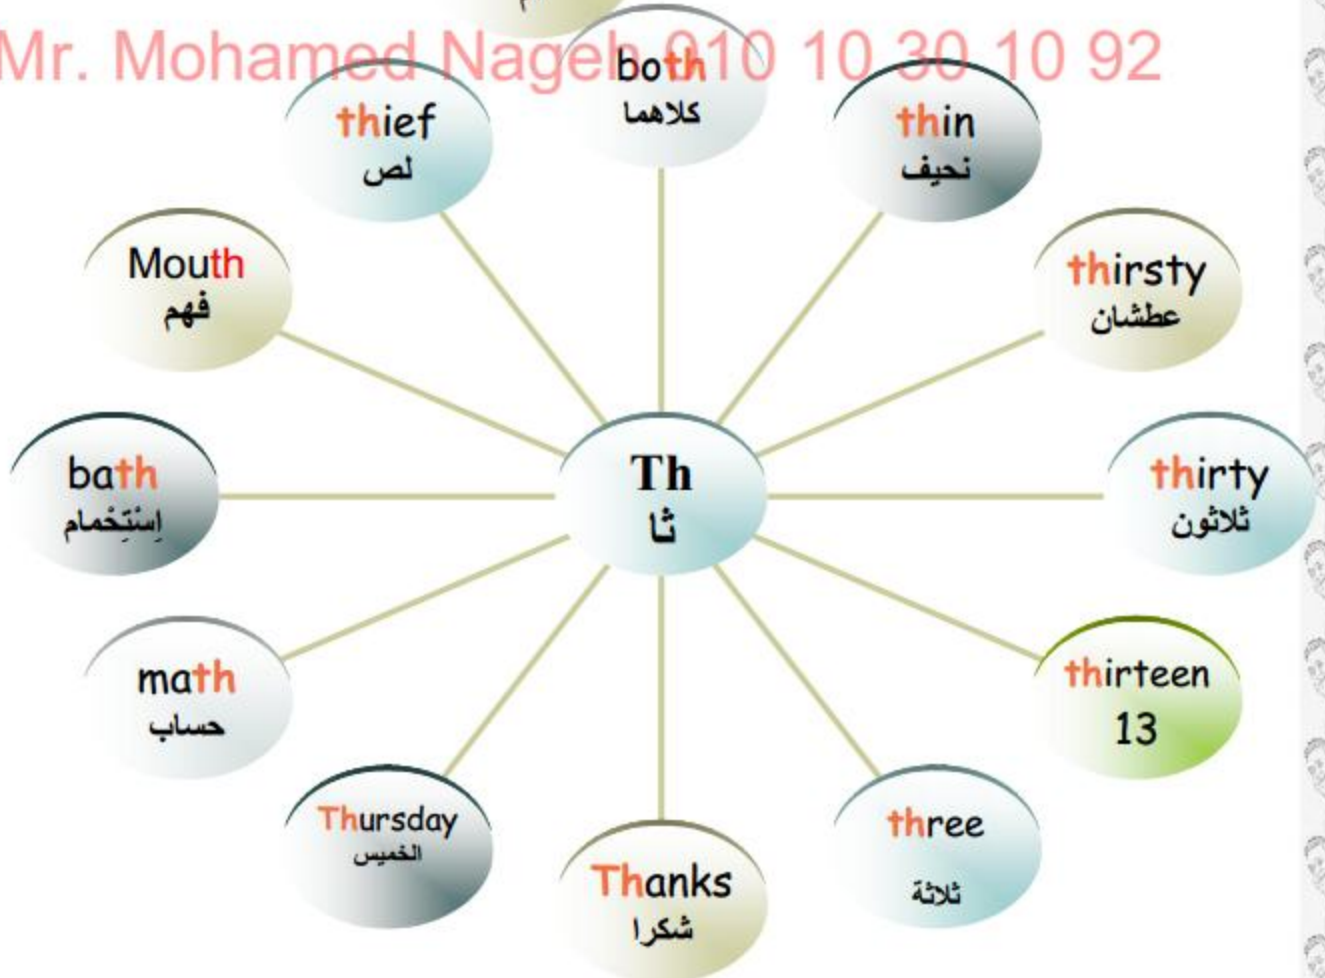 Mr. Mohamed Nageh 010 10 30 10 92
both
كلاهما
thin
نحيف
thirsty
عطشان
thirty
ثلاثون
thirteen
13
three
ثلاثة
Thanks
شكرا
Thursday
الخميس
math
حساب
bath
إستِحْمام
Mouth
فهم
thief
لص
Th
ثا